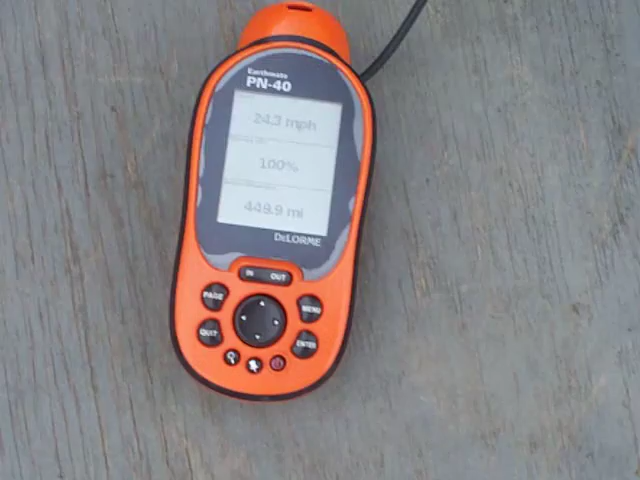 Earthmate
PN-40
24.3 mph
100%
449.9 mi
DELORME
IN OUT
PAGE
MENU
QUIT
ENTER